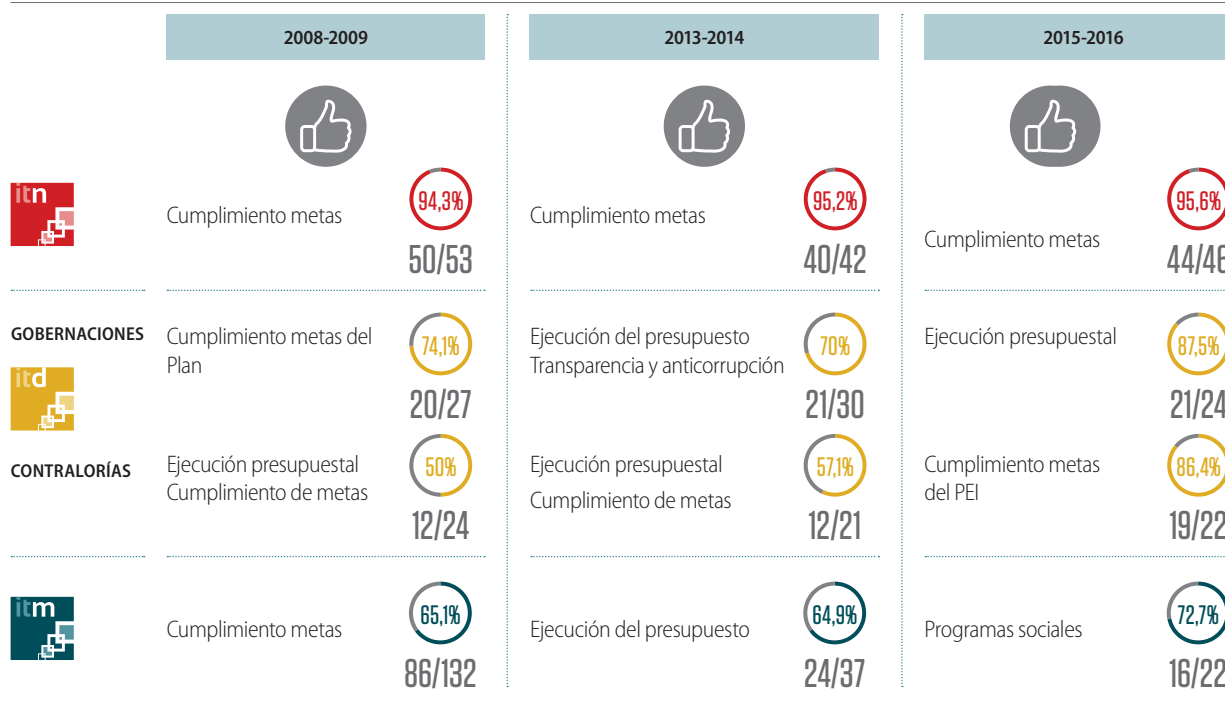 2008-2009
2013-2014
2015-2016
itn
Cumplimiento metas
94,3%
50/53
Cumplimiento metas
95,2%
40/42
Cumplimiento metas
95,6%
44/46
GOBERNACIONES
itd
Cumplimiento metas del
Plan
74,1%
20/27
Ejecución del presupuesto
Transparencia y anticorrupción
70%
21/30
Ejecución presupuestal
87,5%
21/24
CONTRALORÍAS
Ejecución presupuestal
Cumplimiento de metas
50%
12/24
Ejecución presupuestal
Cumplimiento de metas
57,1%
12/21
Cumplimiento metas
del PEI
86,4%
19/22
itm
Cumplimiento metas
65,1%
86/132
Ejecución del presupuesto
64,9%
24/37
Programas sociales
72,7%
16/22